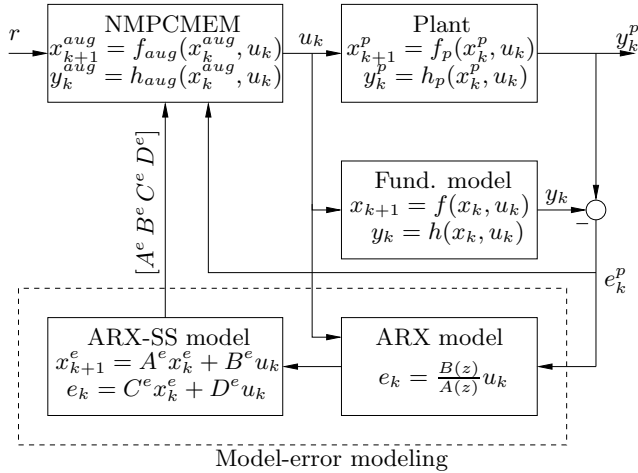 r
NMPCMEM
x_{k+1}^{aug} = f_{aug}(x_k^{aug}, u_k)
y_k^{aug} = h_{aug}(x_k^{aug}, u_k)
u_k
Plant
x_{k+1}^p = f_p(x_k^p, u_k)
y_k^p = h_p(x_k^p, u_k)
y_k^p
Fund. model
x_{k+1} = f(x_k, u_k)
y_k = h(x_k, u_k)
y_k
−
[A^e B^e C^e D^e]
e_k^p
ARX-SS model
x_{k+1}^e = A^e x_k^e + B^e u_k
e_k = C^e x_k^e + D^e u_k
ARX model
e_k = \frac{B(z)}{A(z)} u_k
Model-error modeling